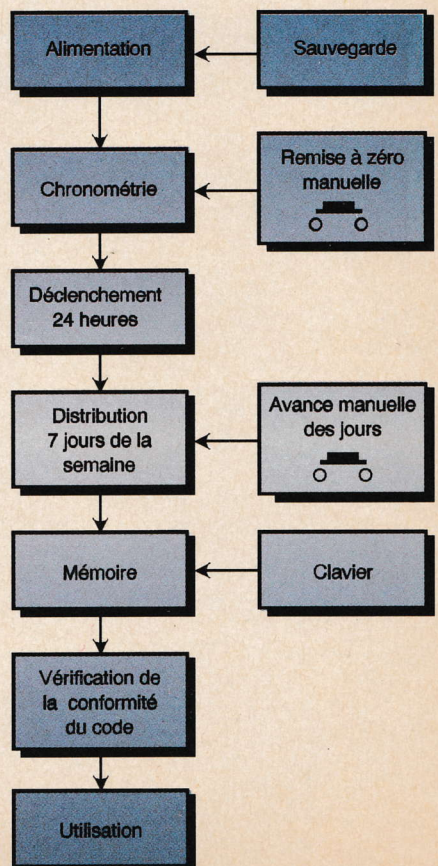 Alimentation
Sauvegarde
Chronométrie
Remise à zéro
manuelle
Déclenchement
24 heures
Distribution
7 jours de la
semaine
Avance manuelle
des jours
Mémoire
Clavier
Vérification de
la conformité
du code
Utilisation